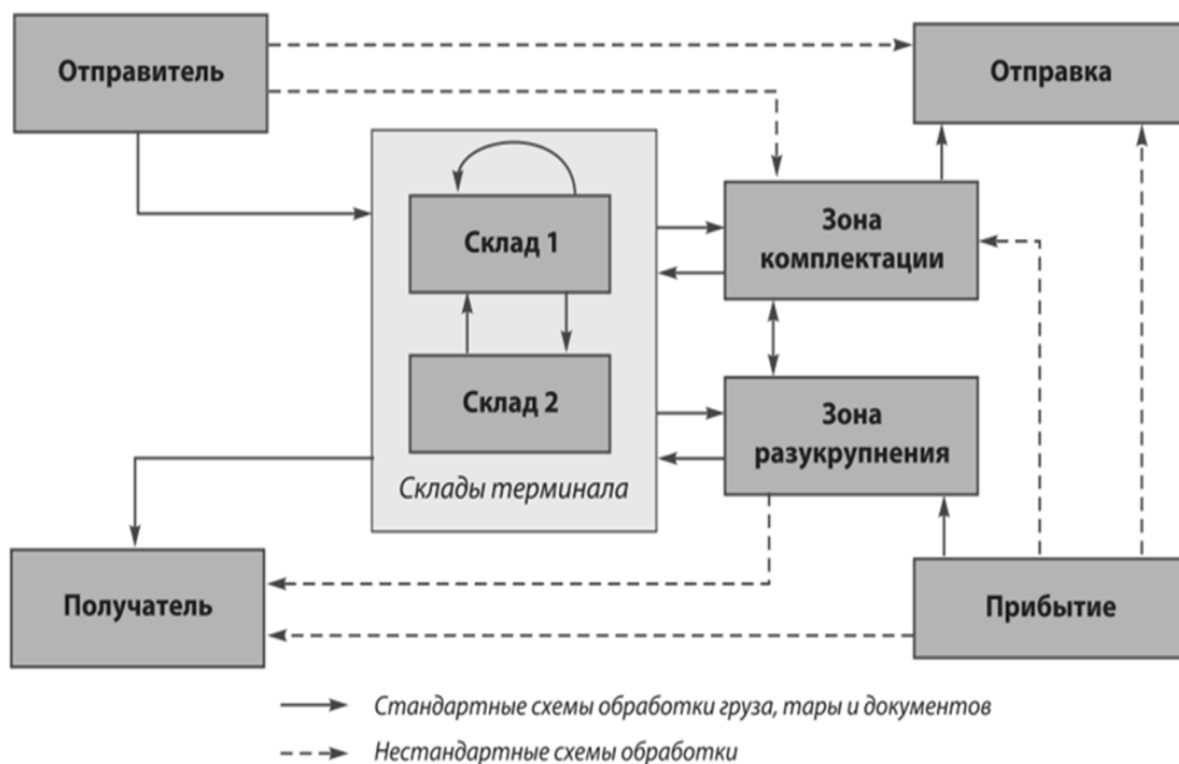 Отправитель
Отправка
Склад 1
Зона
комплектации
Склад 2
Зона
разукрупнения
Склады терминала
Получатель
Прибытие
Стандартные схемы обработки груза, тары и документов
Нестандартные схемы обработки